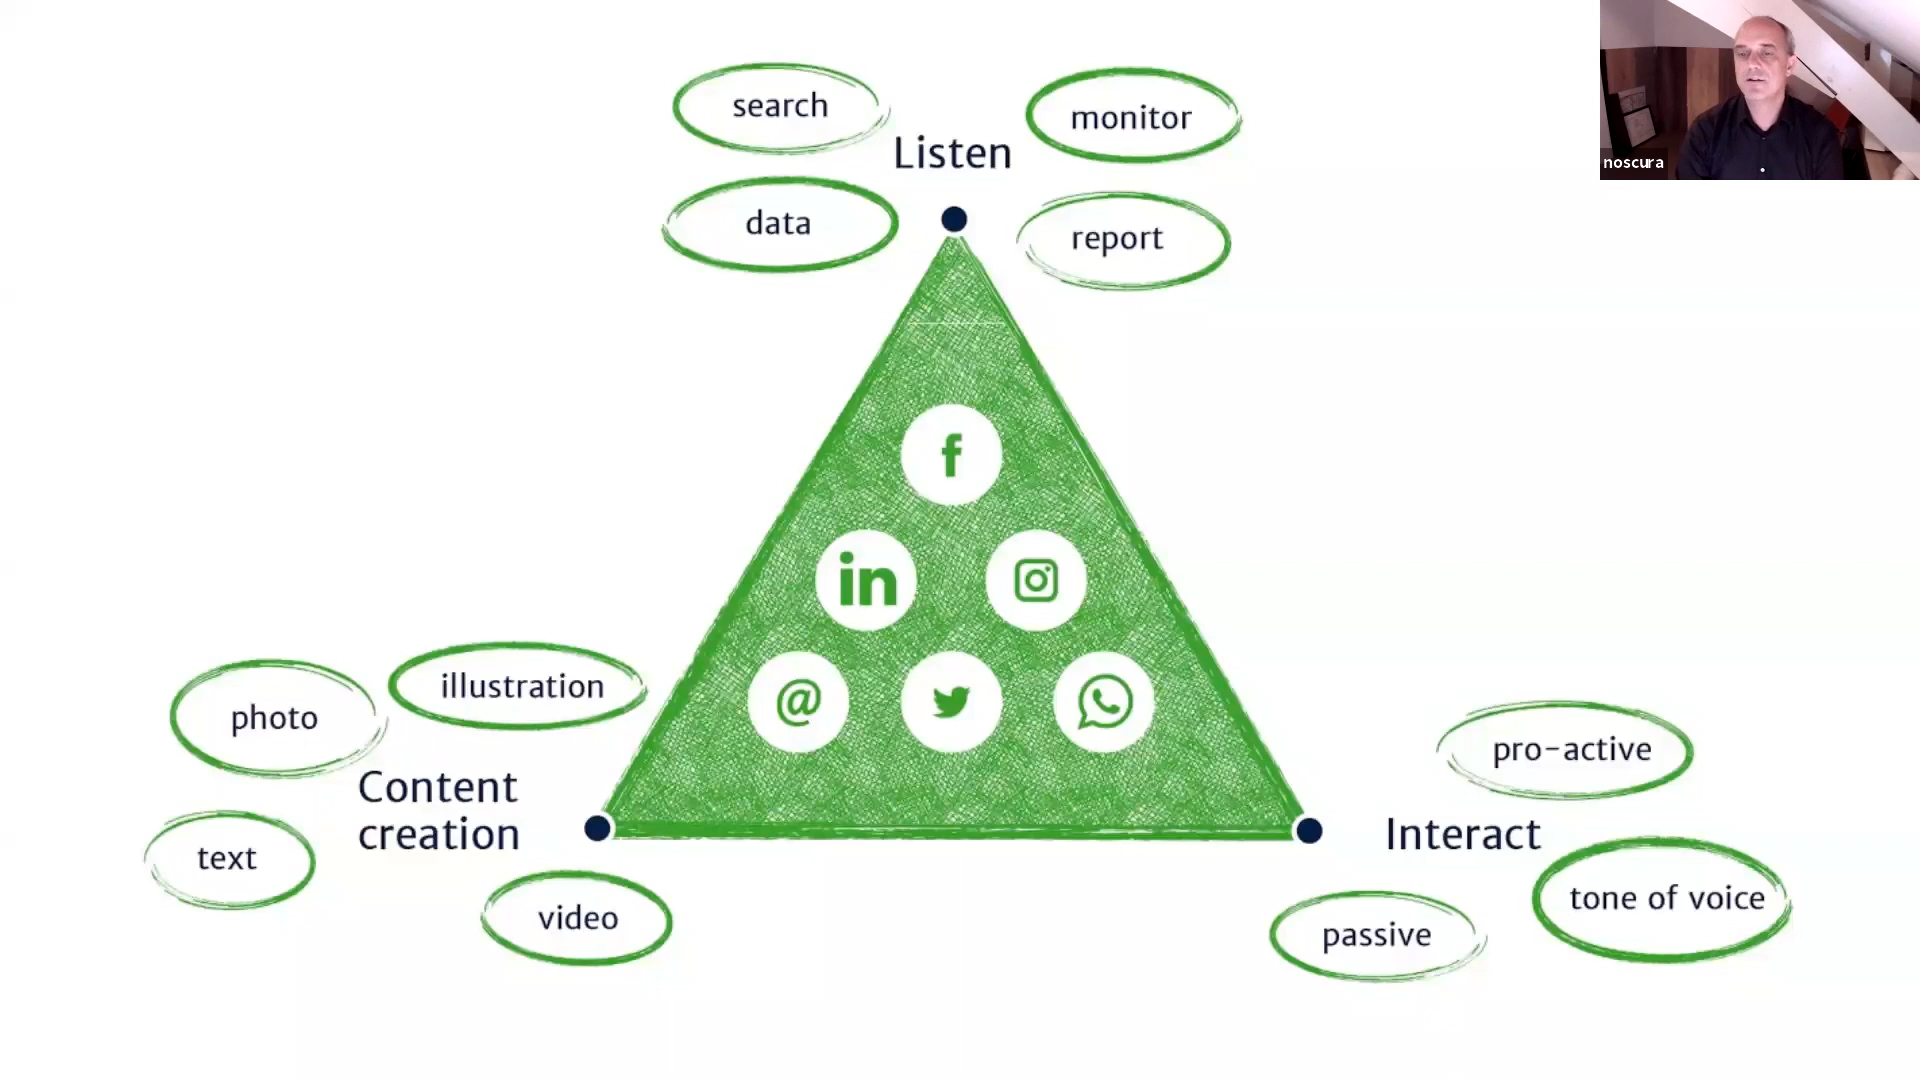 search
monitor
Listen
data
report
noscura
f
in
@
illustration
photo
Content
creation
text
video
pro-active
Interact
tone of voice
passive